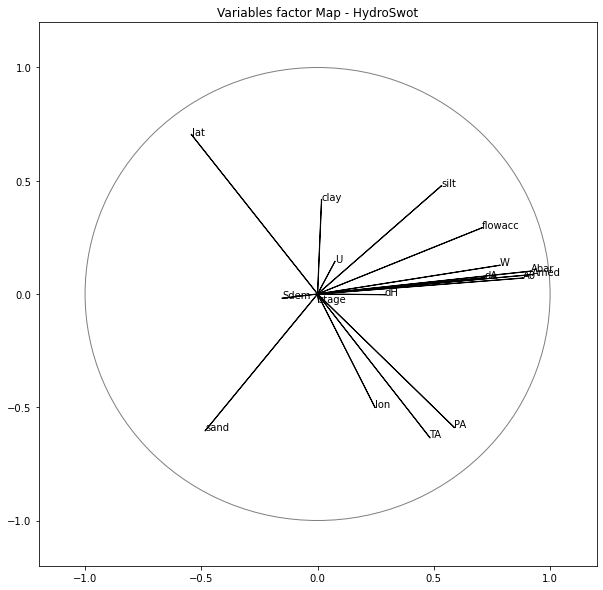 Variables factor Map - HydroSwot
1.0
lat
0.5
silt
clay
flowacc
U
W
Abar
Amed
dA
A0
0.0
Sdem
dH
stage
lon
PA
TA
sand
−0.5
−1.0
−1.0
−0.5
0.0
0.5
1.0